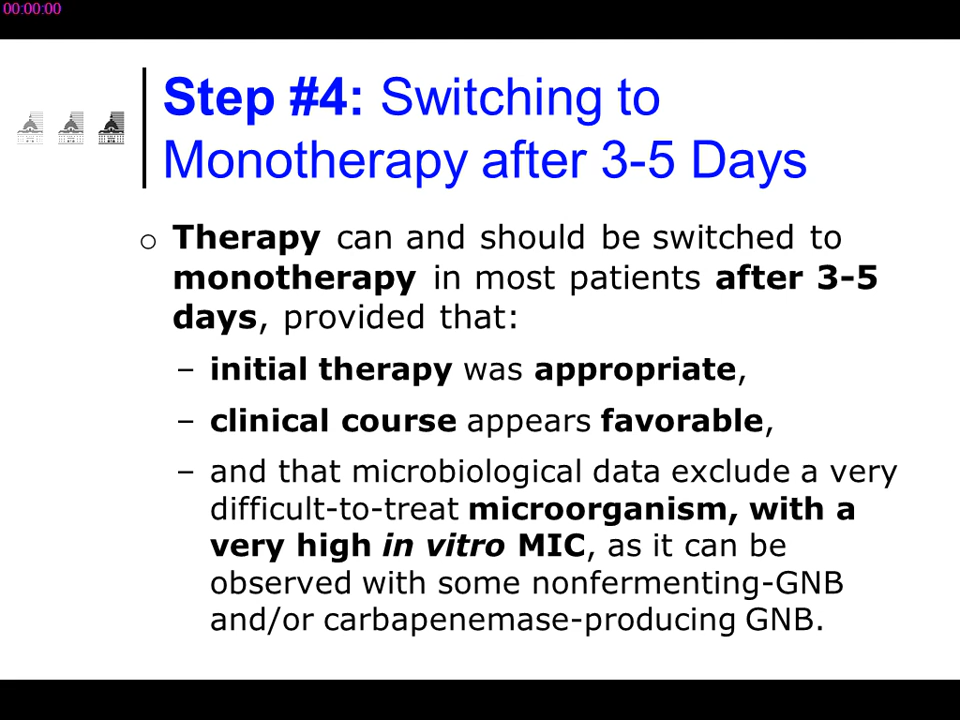 00:00:00
Step #4: Switching to
Monotherapy after 3-5 Days
o Therapy can and should be switched to
monotherapy in most patients after 3-5
days, provided that:
– initial therapy was appropriate,
– clinical course appears favorable,
– and that microbiological data exclude a very
difficult-to-treat microorganism, with a
very high in vitro MIC, as it can be
observed with some nonfermenting-GNB
and/or carbapenemase-producing GNB.